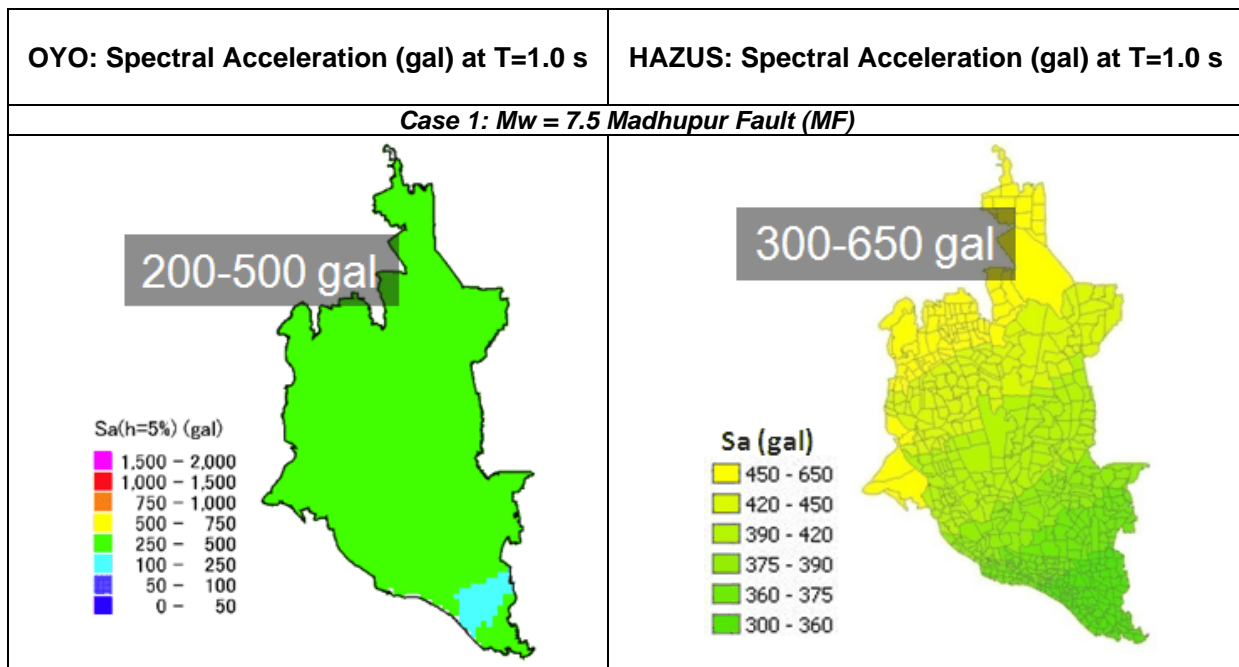 OYO: Spectral Acceleration (gal) at T=1.0 s
HAZUS: Spectral Acceleration (gal) at T=1.0 s
Case 1: Mw = 7.5 Madhupur Fault (MF)
200-500 gal
Sa(h=5%) (gal)
1,500 – 2,000
1,000 – 1,500
750 – 1,000
500 – 750
250 – 500
100 – 250
50 – 100
0 – 50
300-650 gal
Sa (gal)
450 - 650
420 - 450
390 - 420
375 - 390
360 - 375
300 - 360